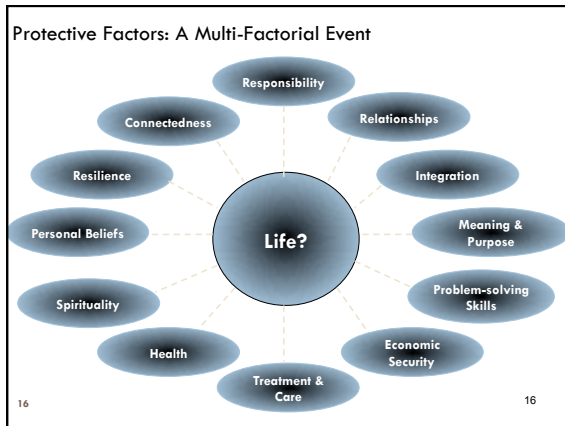 Protective Factors: A Multi-Factorial Event
Responsibility
Connectedness
Relationships
Resilience
Integration
Personal Beliefs
Life?
Meaning &
Purpose
Spirituality
Problem-solving
Skills
Health
Economic
Security
Treatment &
Care
16
16